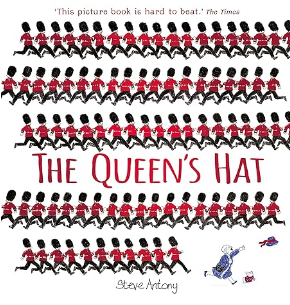 'This picture book is hard to beat.' The Times
THE QUEEN'S HAT
Steve Antony